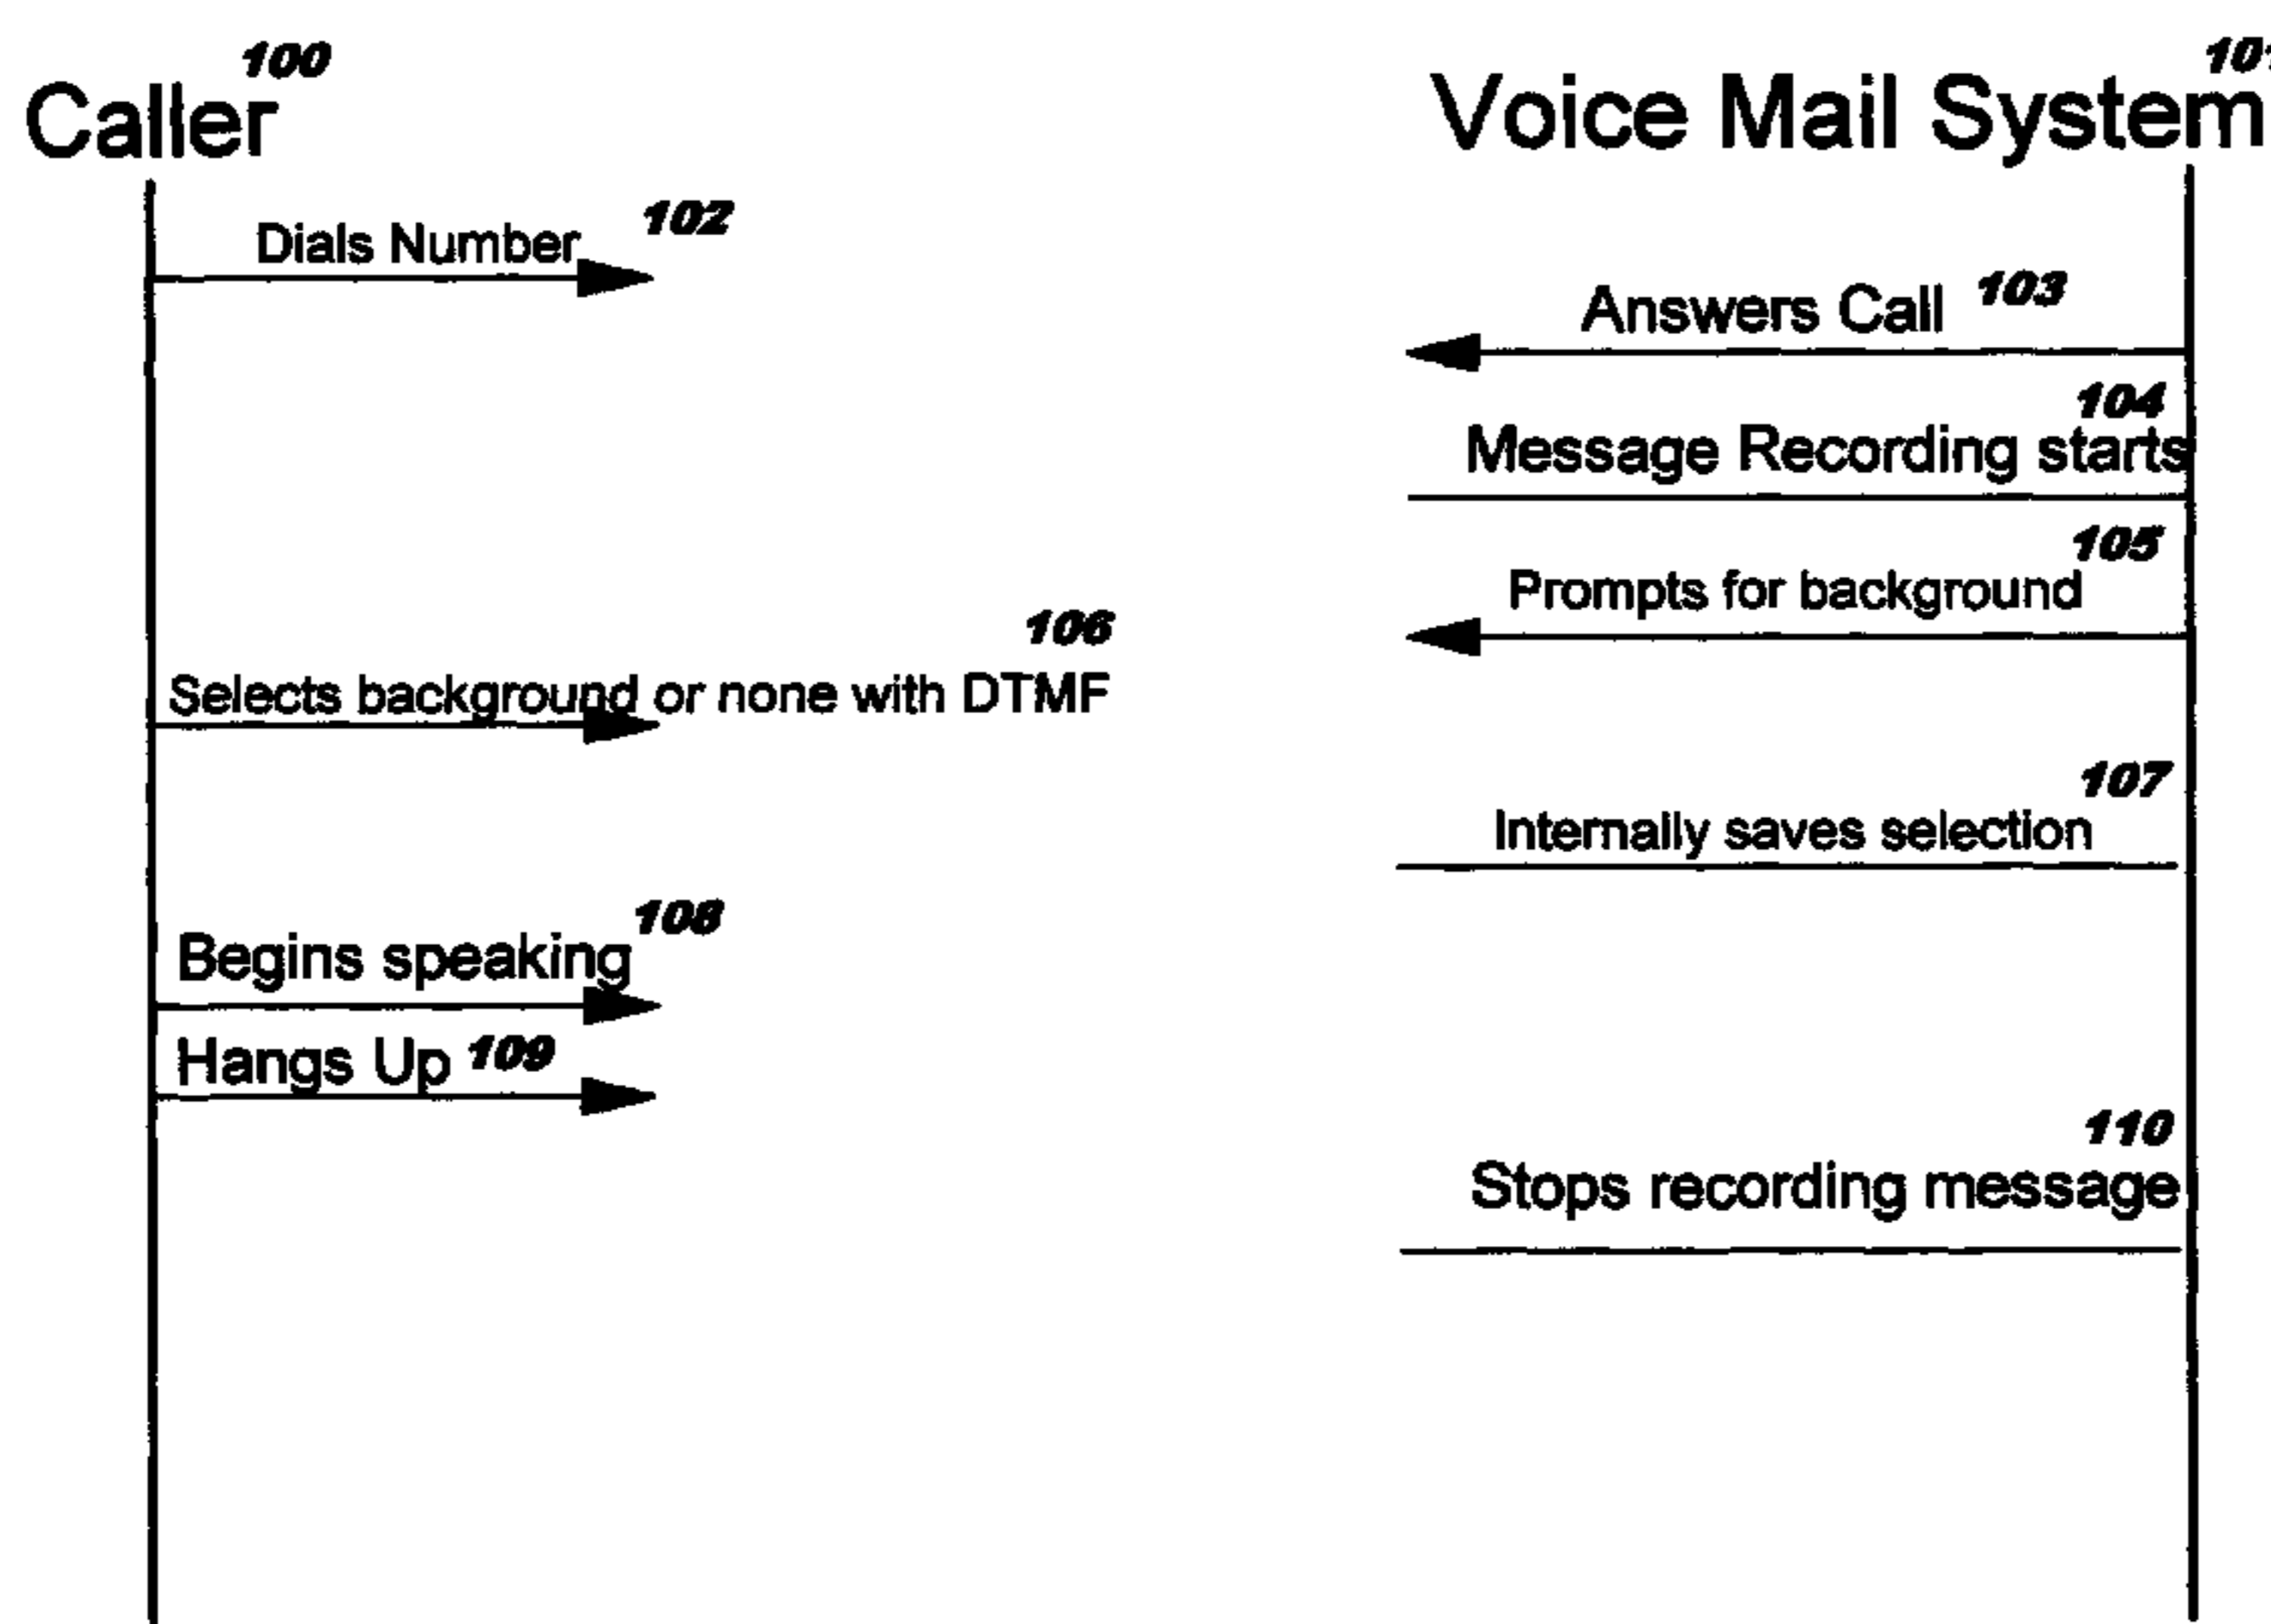 100
Caller
101
Voice Mail System
Dials Number 102
Answers Call 103
104
Message Recording starts
105
Prompts for background
106
Selects background or none with DTMF
107
Internally saves selection
108
Begins speaking
Hangs Up 109
110
Stops recording message